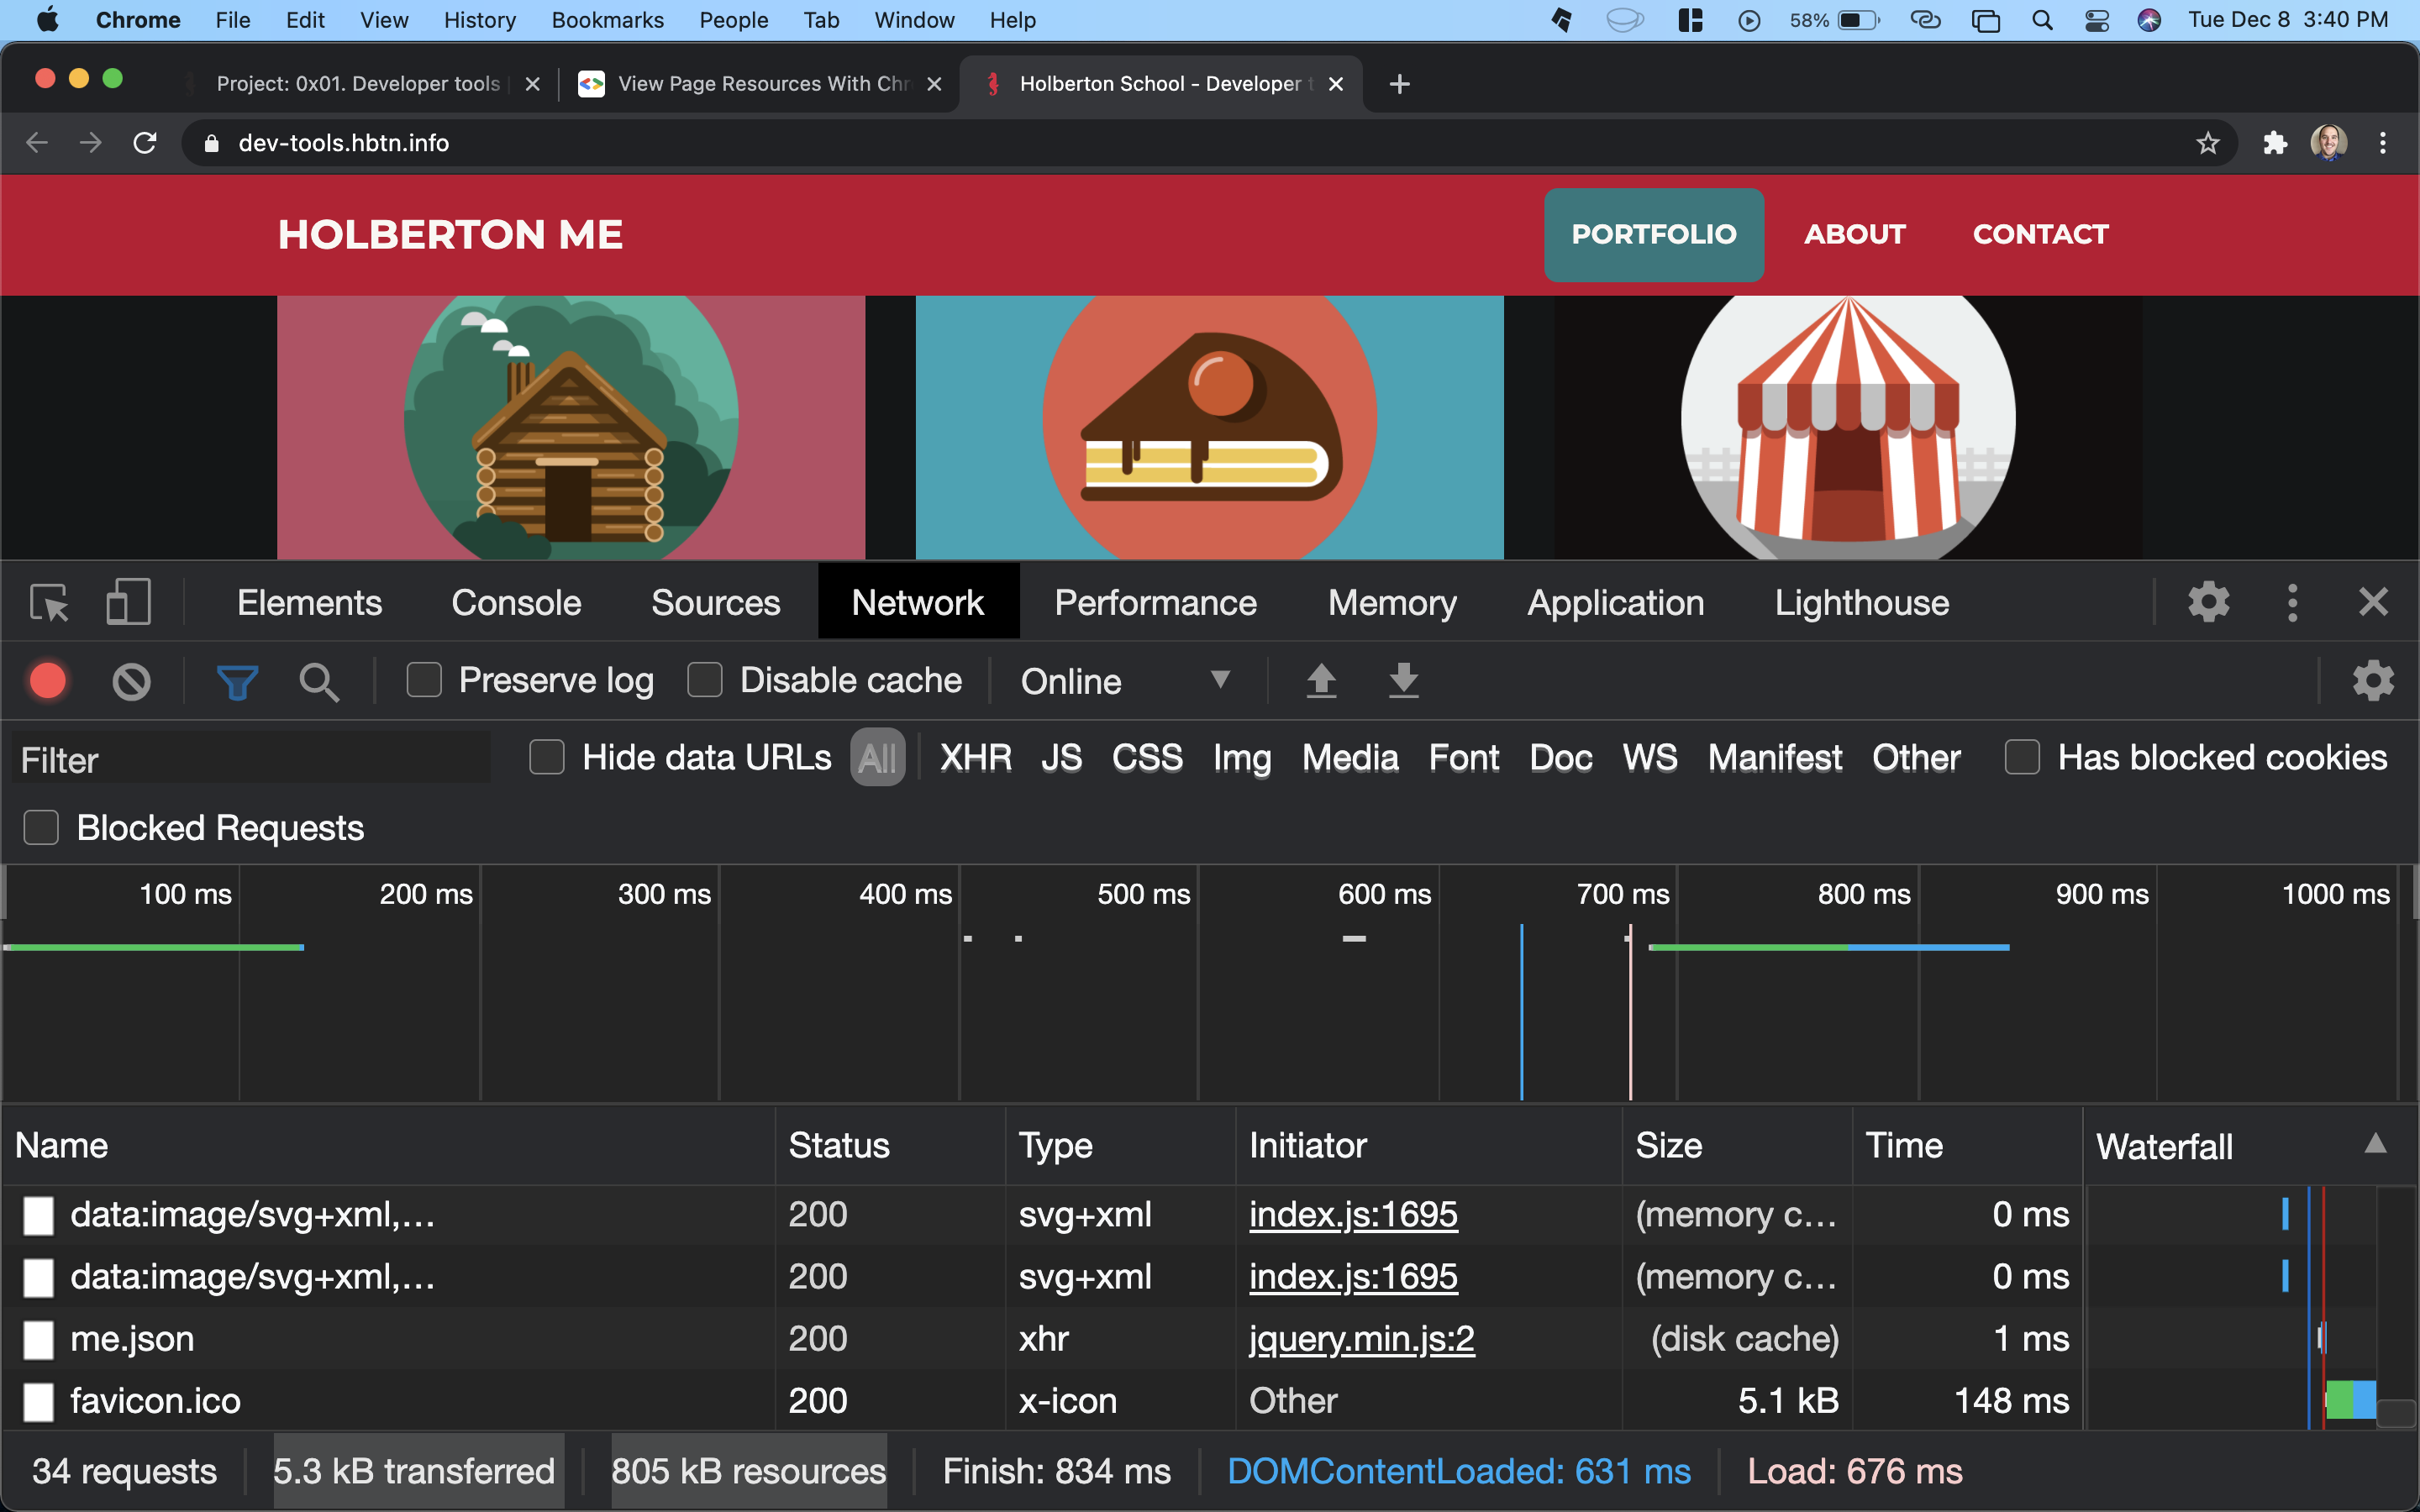 Chrome File Edit View History Bookmarks People Tab Window Help 58% Tue Dec 8 3:40 PM
Project: 0x01. Developer tools View Page Resources With Chr Holberton School - Developer t
dev-tools.hbtn.info
HOLBERTON ME PORTFOLIO ABOUT CONTACT
Elements Console Sources Network Performance Memory Application Lighthouse
Preserve log Disable cache Online
Filter Hide data URLs All XHR JS CSS Img Media Font Doc WS Manifest Other Has blocked cookies
Blocked Requests
100 ms 200 ms 300 ms 400 ms 500 ms 600 ms 700 ms 800 ms 900 ms 1000 ms
Name Status Type Initiator Size Time Waterfall
data:image/svg+xml,... 200 svg+xml index.js:1695 (memory c... 0 ms
data:image/svg+xml,... 200 svg+xml index.js:1695 (memory c... 0 ms
me.json 200 xhr jquery.min.js:2 (disk cache) 1 ms
favicon.ico 200 x-icon Other 5.1 kB 148 ms
34 requests 5.3 kB transferred 805 kB resources Finish: 834 ms DOMContentLoaded: 631 ms Load: 676 ms